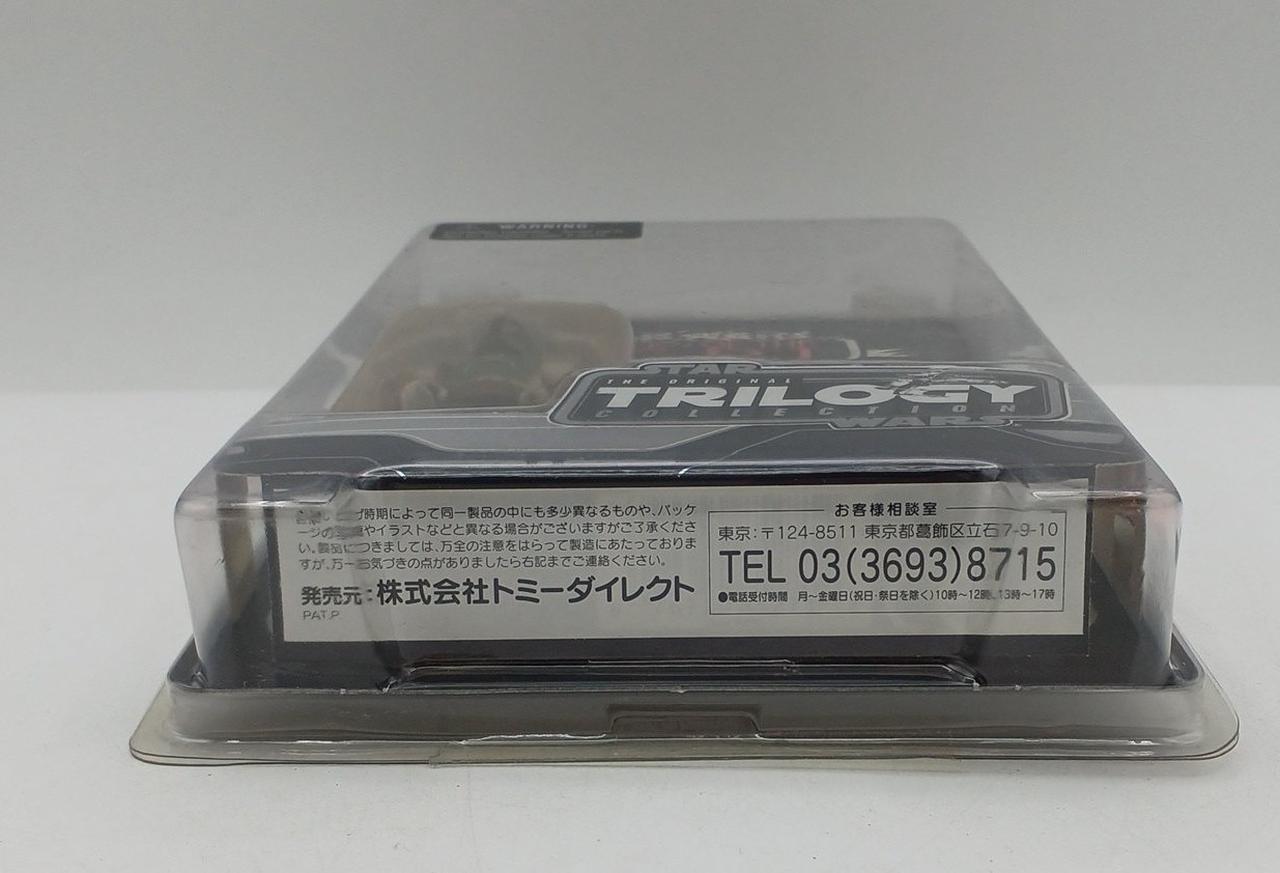 WARNING
STAR
THE ORIGINAL
TRILOGY
COLLECTION
WARS
時期によって同一製品の中にも多少異なるものや、パッケ
ージの やイラストなどと異なる場合がございますがご了承くださ
い。製品につきましては、万全の注意をはらって製造にあたっておりま
すが、万一お気づきの点がありましたら右記までご連絡ください。
発売元:株式会社トミーダイレクト
PAT.P.
お客様相談室
東京:〒124-8511 東京都葛飾区立石7-9-10
TEL 03(3693)8715
●電話受付時間 月〜金曜日(祝日・祭日を除く)10時〜12時、13時〜17時